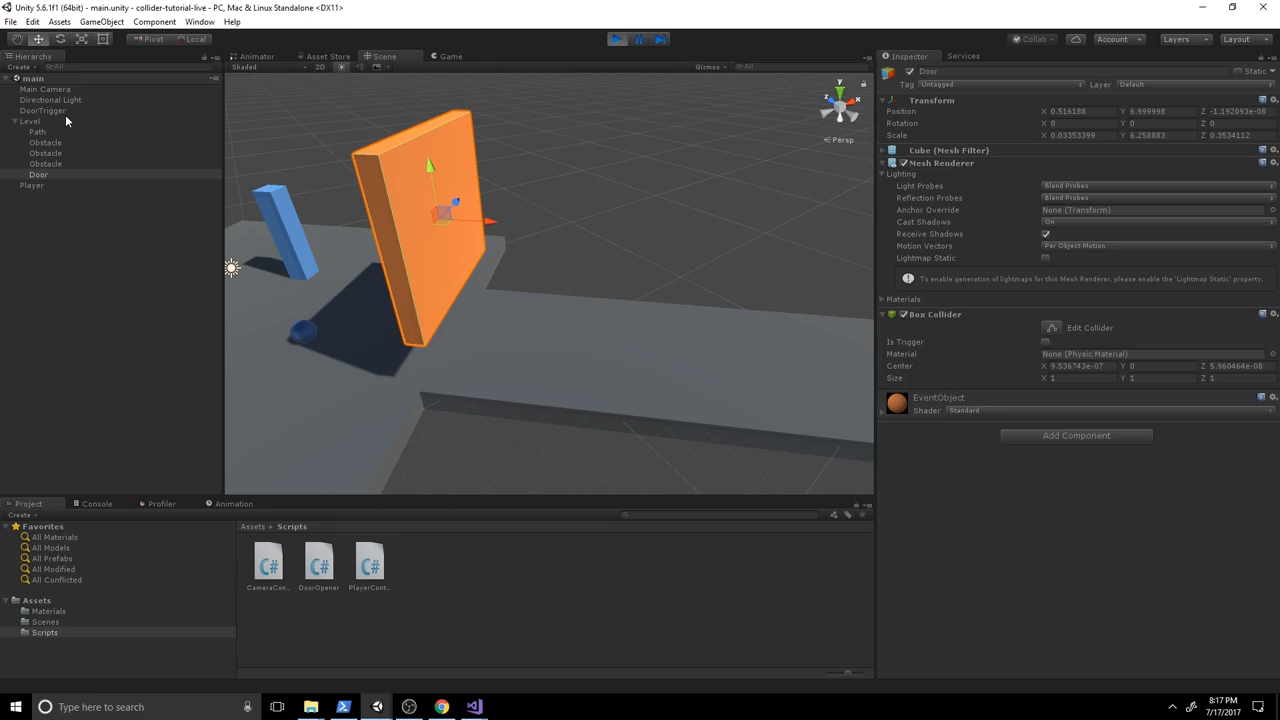 Unity 5.6.1f1 (64bit) - main.unity - collider-tutorial-live - PC, Mac & Linux Standalone <DX11>
File Edit Assets GameObject Component Window Help
Pivot Local Collab Account Layers Layout
Hierarchy Animator Asset Store Scene Game Inspector Services
Create All Shaded 2D Gizmos All
main
Main Camera
Directional Light
DoorTrigger
Level
Path
Obstacle
Obstacle
Obstacle
Door
Player
y
z
x
Persp
Door Static
Tag Untagged Layer Default
Transform
Position X 0.516188 Y 6.999998 Z -1.192093e-08
Rotation X 0 Y 0 Z 0
Scale X 0.03353399 Y 6.258883 Z 0.3534112
Cube (Mesh Filter)
Mesh Renderer
Lighting
Light Probes Blend Probes
Reflection Probes Blend Probes
Anchor Override None (Transform)
Cast Shadows On
Receive Shadows
Motion Vectors Per Object Motion
Lightmap Static
To enable generation of lightmaps for this Mesh Renderer, please enable the 'Lightmap Static' property.
Materials
Box Collider
Edit Collider
Is Trigger
Material None (Physic Material)
Center X 9.536743e-07 Y 0 Z 5.960464e-08
Size X 1 Y 1 Z 1
EventObject
Shader Standard
Add Component
Project Console Profiler Animation
Create
Favorites
All Materials
All Models
All Prefabs
All Modified
All Conflicted
Assets
Materials
Scenes
Scripts
Assets Scripts
C# C# C#
CameraCon... DoorOpener PlayerCont...
Type here to search
8:17 PM
7/17/2017